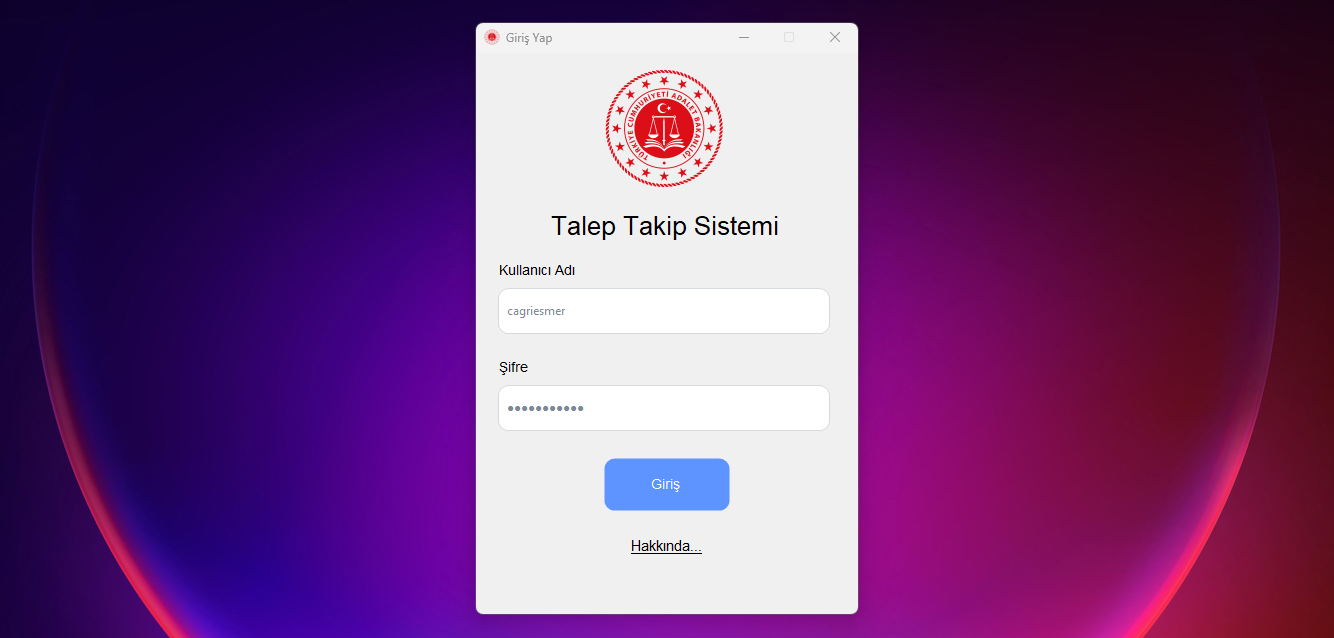 Giriş Yap
TÜRKİYE CUMHURİYETİ ADALET BAKANLIĞI
Talep Takip Sistemi
Kullanıcı Adı
cagriesmer
Şifre
●●●●●●●●●●●
Giriş
Hakkında...